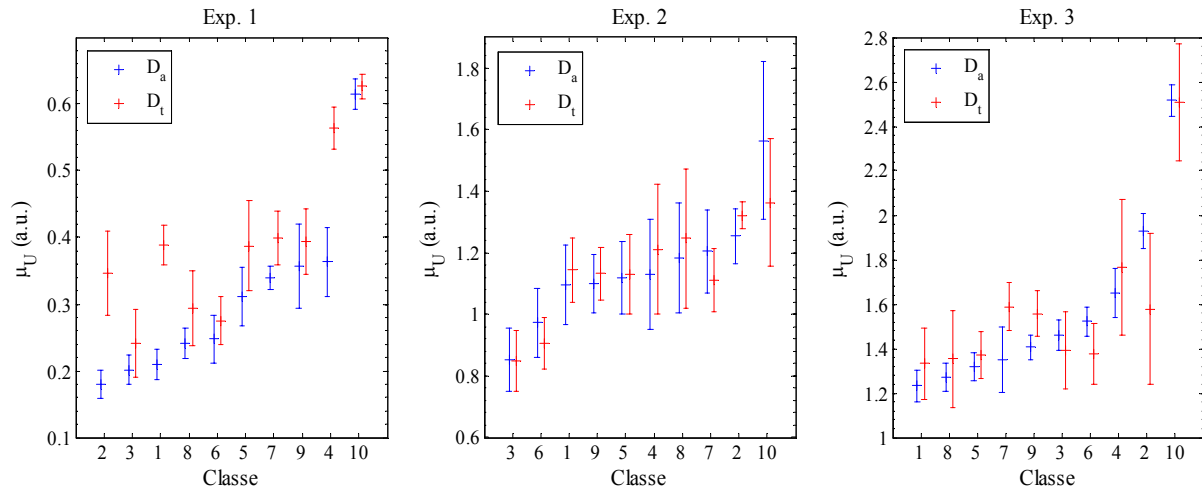 Exp. 1
D_a
D_t
0.6
0.5
0.4
0.3
0.2
0.1
μ_U (a.u.)
2 3 1 8 6 5 7 9 4 10
Classe
Exp. 2
D_a
D_t
1.8
1.6
1.4
1.2
1
0.8
0.6
μ_U (a.u.)
3 6 1 9 5 4 8 7 2 10
Classe
Exp. 3
D_a
D_t
2.8
2.6
2.4
2.2
2
1.8
1.6
1.4
1.2
1
μ_U (a.u.)
1 8 5 7 9 3 6 4 2 10
Classe